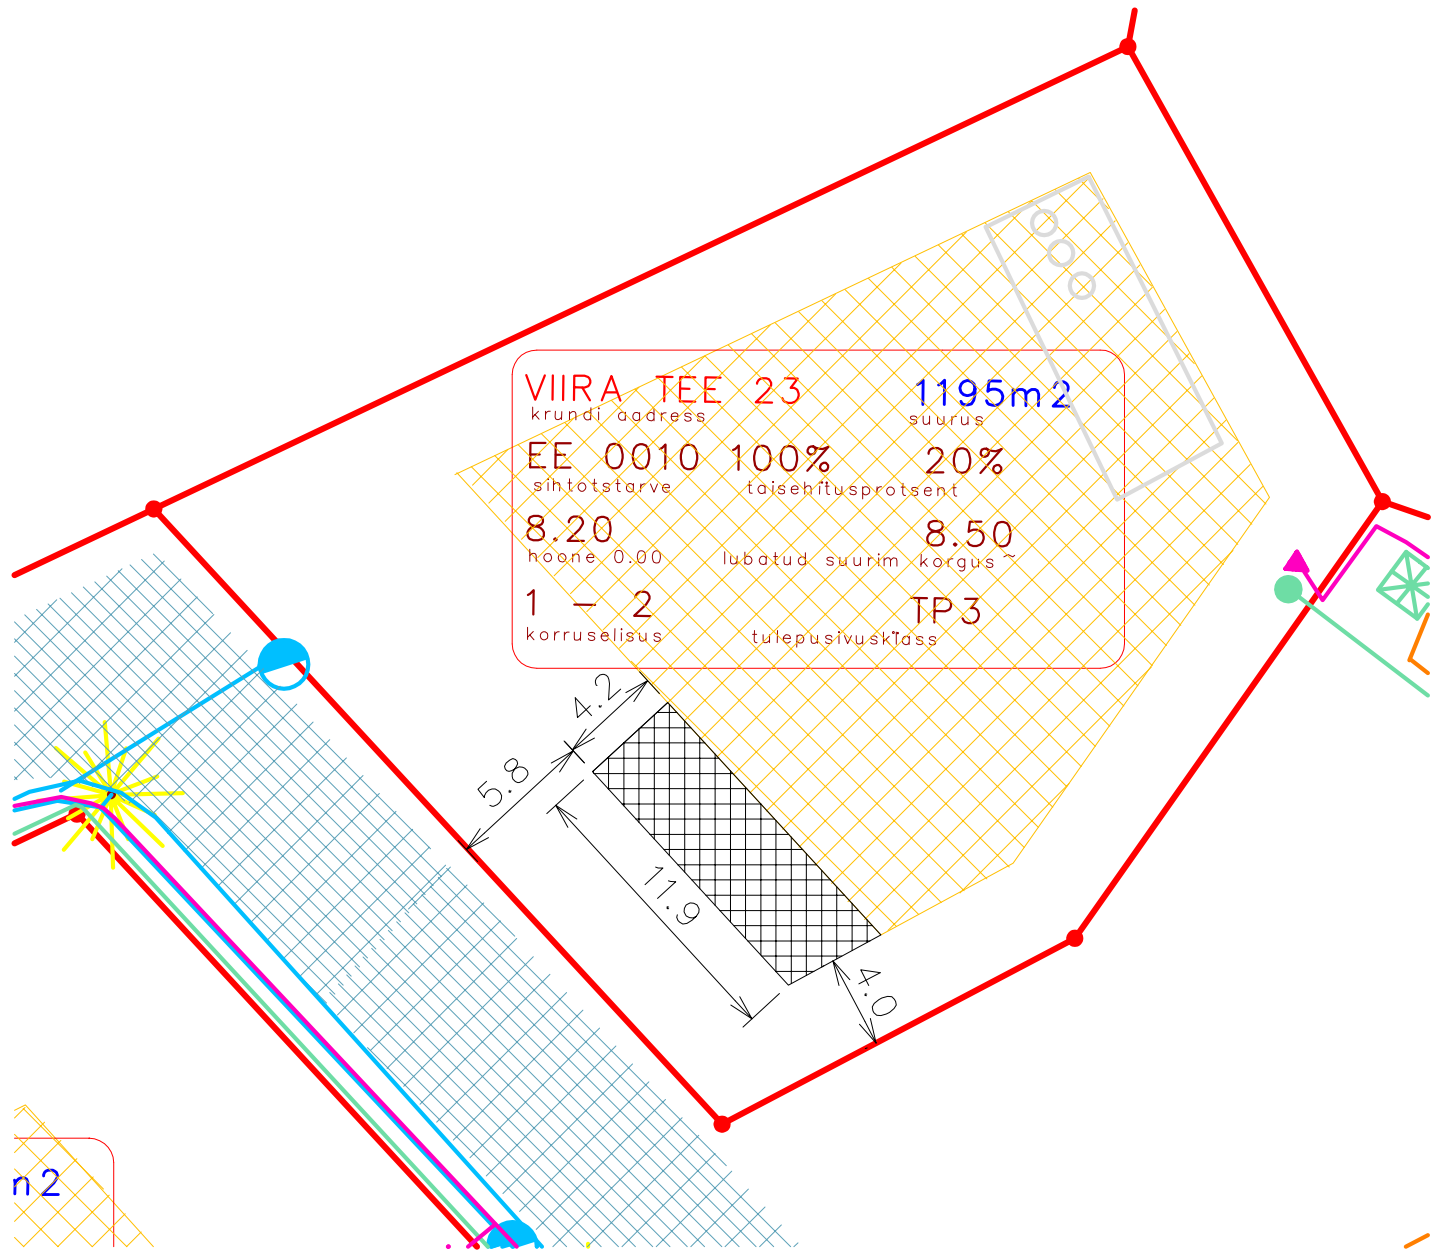 VIIRA TEE 23 1195m2
krundi aadress suurus
EE 0010 100% 20%
sihtotstarve taisehitusprotsent
8.20 8.50
hoone 0.00 lubatud suurim korgus~
1 - 2 TP3
korruselisus tulepusivusklass
4.2
5.8
11.9
4.0
m2